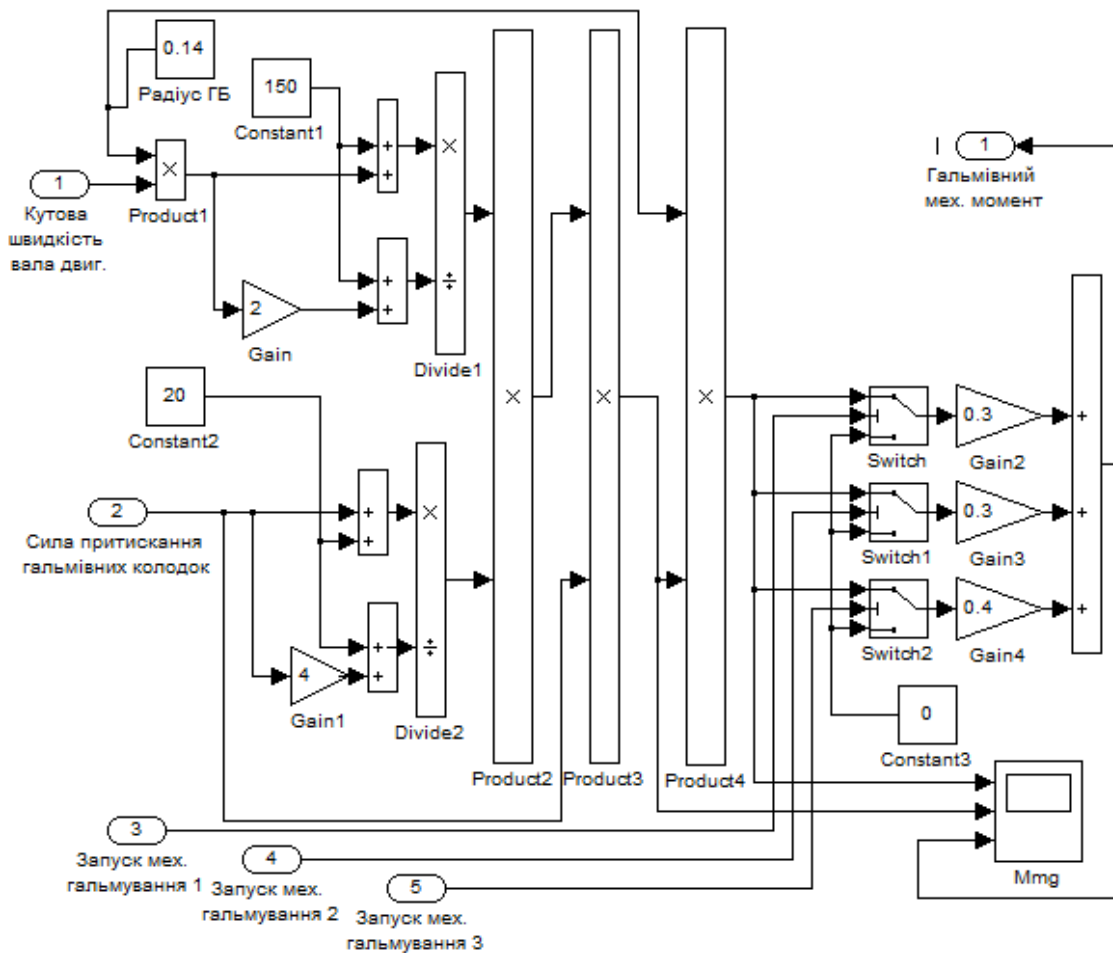 0.14
Радіус ГБ
150
Constant1
+
+
×
×
Product1
1
Кутова
швидкість
вала двиг.
+
+
÷
2
Gain
Divide1
1
Гальмівний
мех. момент
20
Constant2
×
×
×
+
+
×
2
Сила притискання
гальмівних колодок
+
+
÷
4
Gain1
Divide2
Product2
Product3
Product4
Switch
0.3
Gain2
+
Switch1
0.3
Gain3
+
Switch2
0.4
Gain4
+
0
Constant3
Mmg
3
Запуск мех.
гальмування 1
4
Запуск мех.
гальмування 2
5
Запуск мех.
гальмування 3